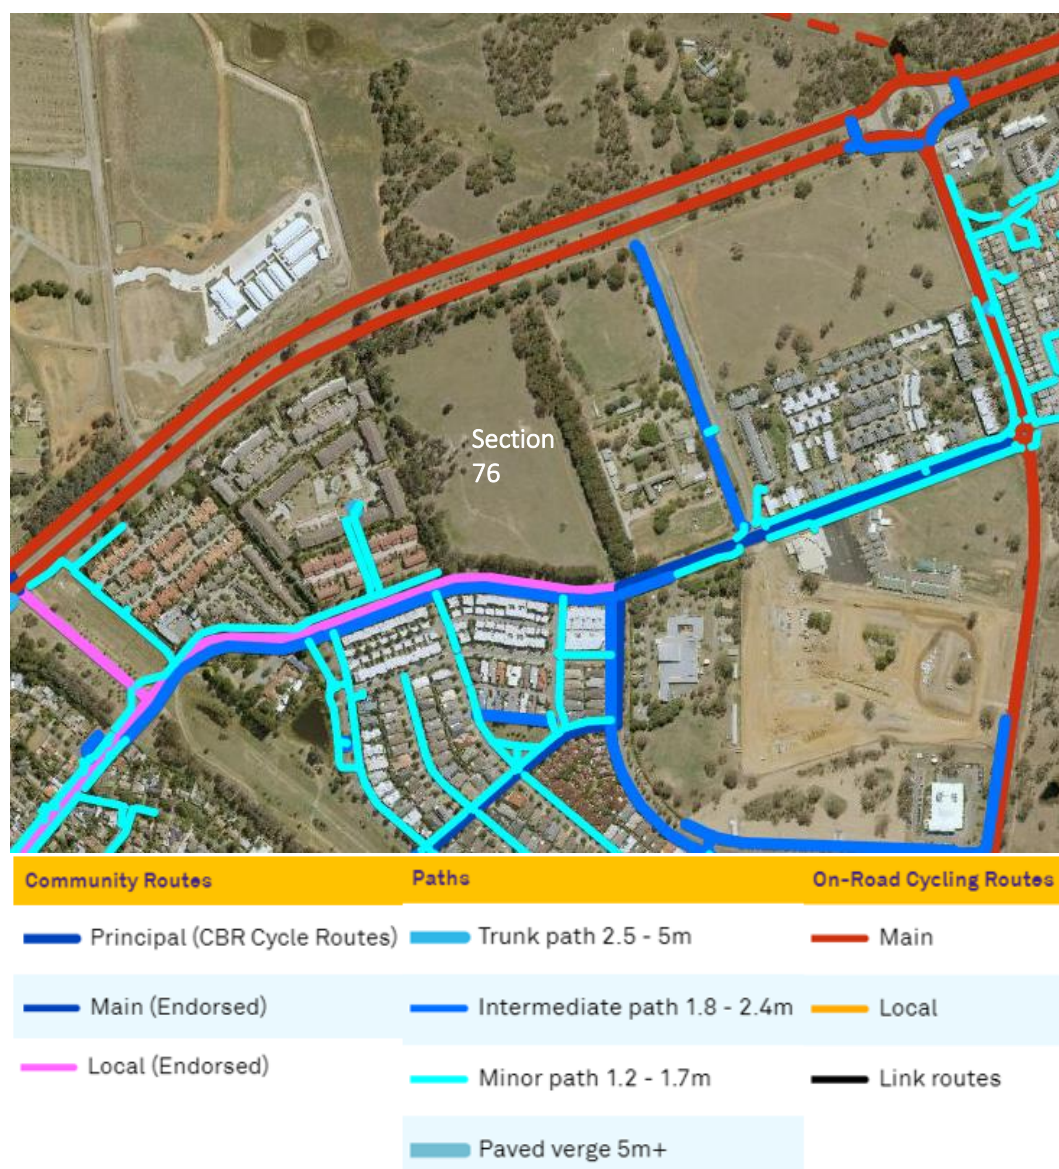 Section
76
Community Routes
Paths
On-Road Cycling Routes
Principal (CBR Cycle Routes)
Trunk path 2.5 - 5m
Main
Main (Endorsed)
Intermediate path 1.8 - 2.4m
Local
Local (Endorsed)
Minor path 1.2 - 1.7m
Link routes
Paved verge 5m+